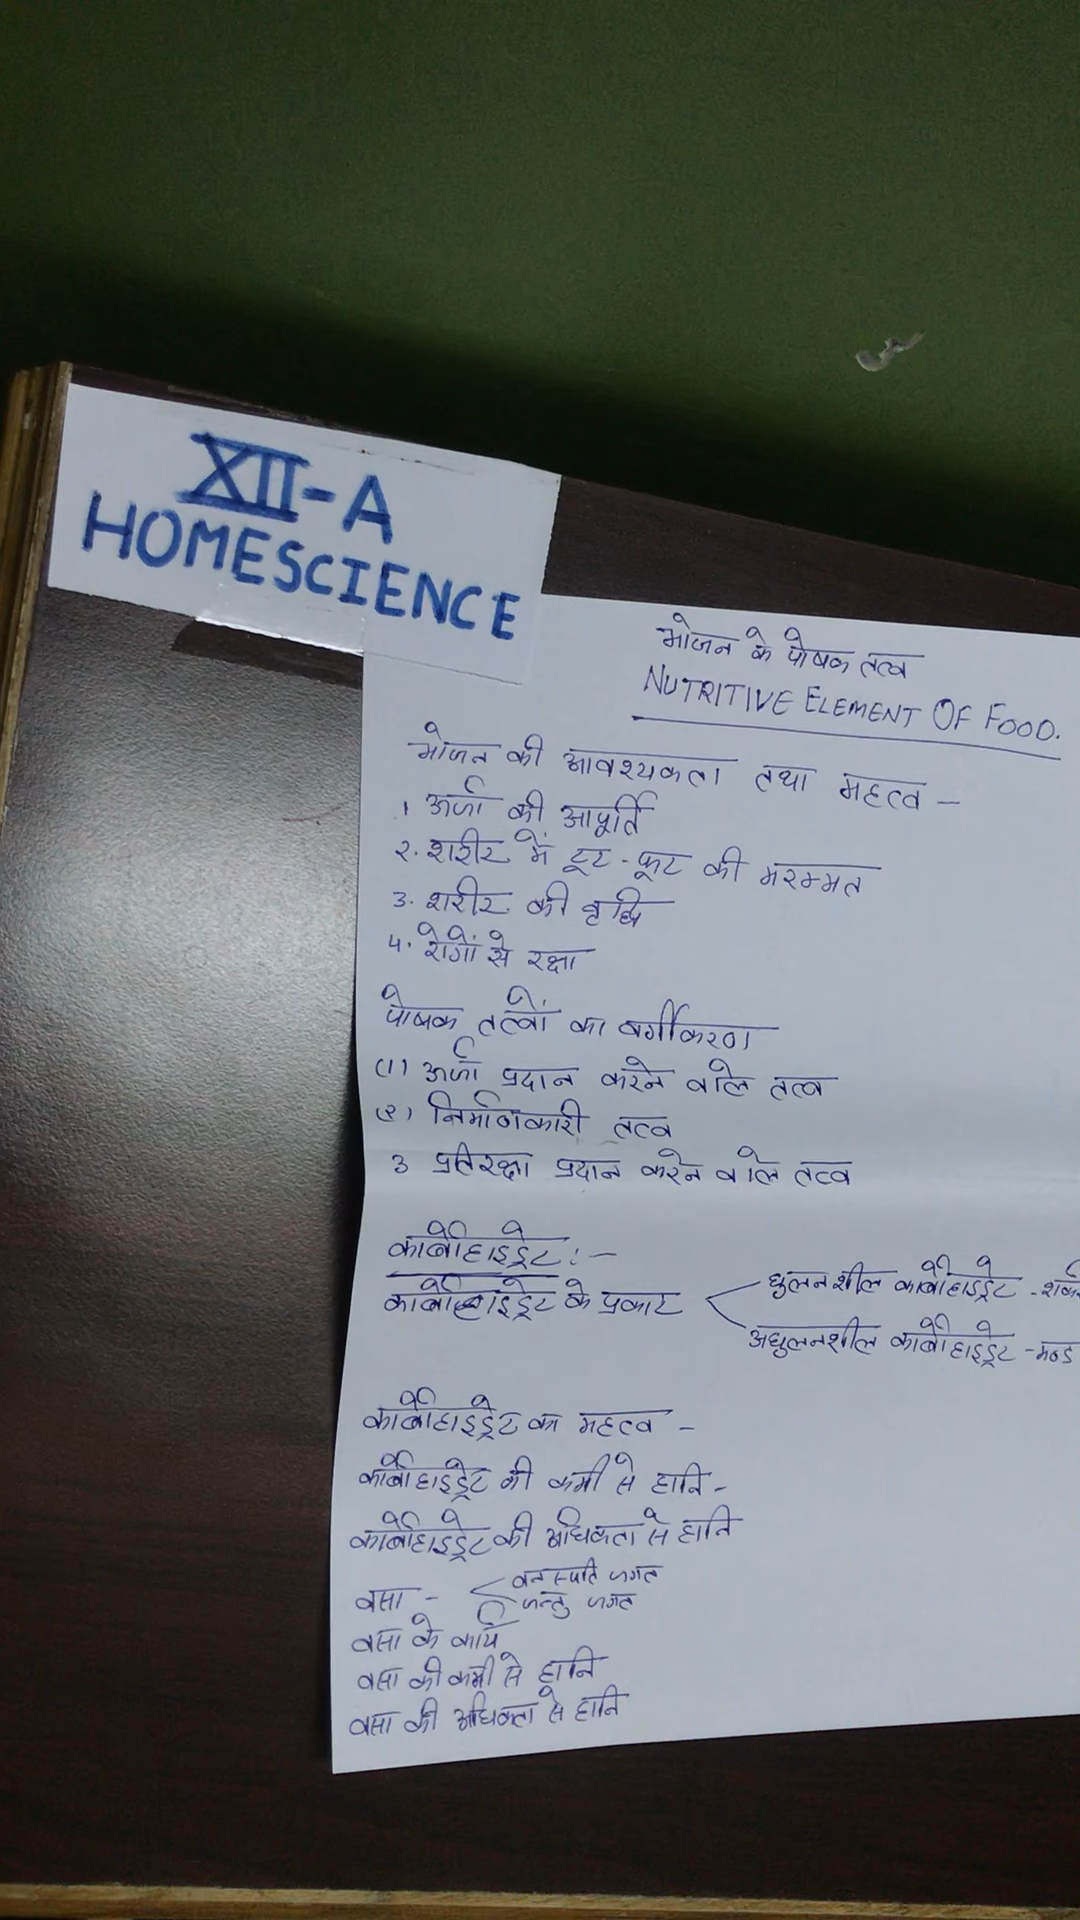 XII-A
HOMESCIENCE
भोजन के पोषक तत्व
NUTRITIVE ELEMENT OF FOOD.
भोजन की आवश्यकता तथा महत्व -
1. ऊर्जा की आपूर्ति
२. शरीर में टूट-फूट की मरम्मत
3. शरीर की वृद्धि
4. रोगों से रक्षा
पोषक तत्वों का वर्गीकरण
(1) ऊर्जा प्रदान करने वाले तत्व
(२) निर्माणकारी तत्व
3 प्रतिरक्षा प्रदान करने वाले तत्व
कार्बोहाइड्रेट :-
कार्बोहाइड्रेट के प्रकार
घुलनशील कार्बोहाइड्रेट -
अघुलनशील कार्बोहाइड्रेट - मण्ड
कार्बोहाइड्रेट का महत्व -
कार्बोहाइड्रेट की कमी से हानि -
कार्बोहाइड्रेट की अधिकता से हानि
वसा - वनस्पति जगत
जन्तु जगत
वसा के कार्य
वसा की कमी से हानि
वसा की अधिकता से हानि